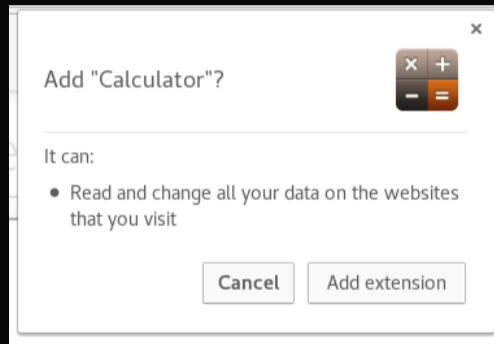 Add "Calculator"?
It can:
Read and change all your data on the websites
that you visit
Cancel
Add extension